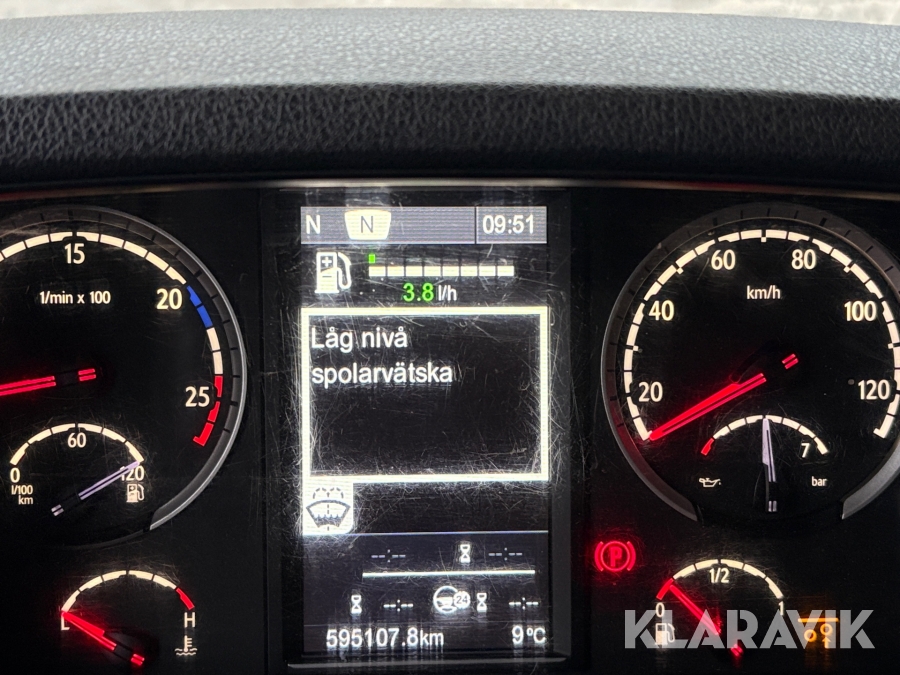 N N 09:51
3.8 l/h
Låg nivå
spolarvätska
--:-- --:--
--:-- 24 --:--
595107.8km 9°C
15
1/min x 100
20
25
60
0 120
l/100
km
L H
60 80
km/h
40 100
20 120
7
bar
P
1/2
0 1
KLARAVIK